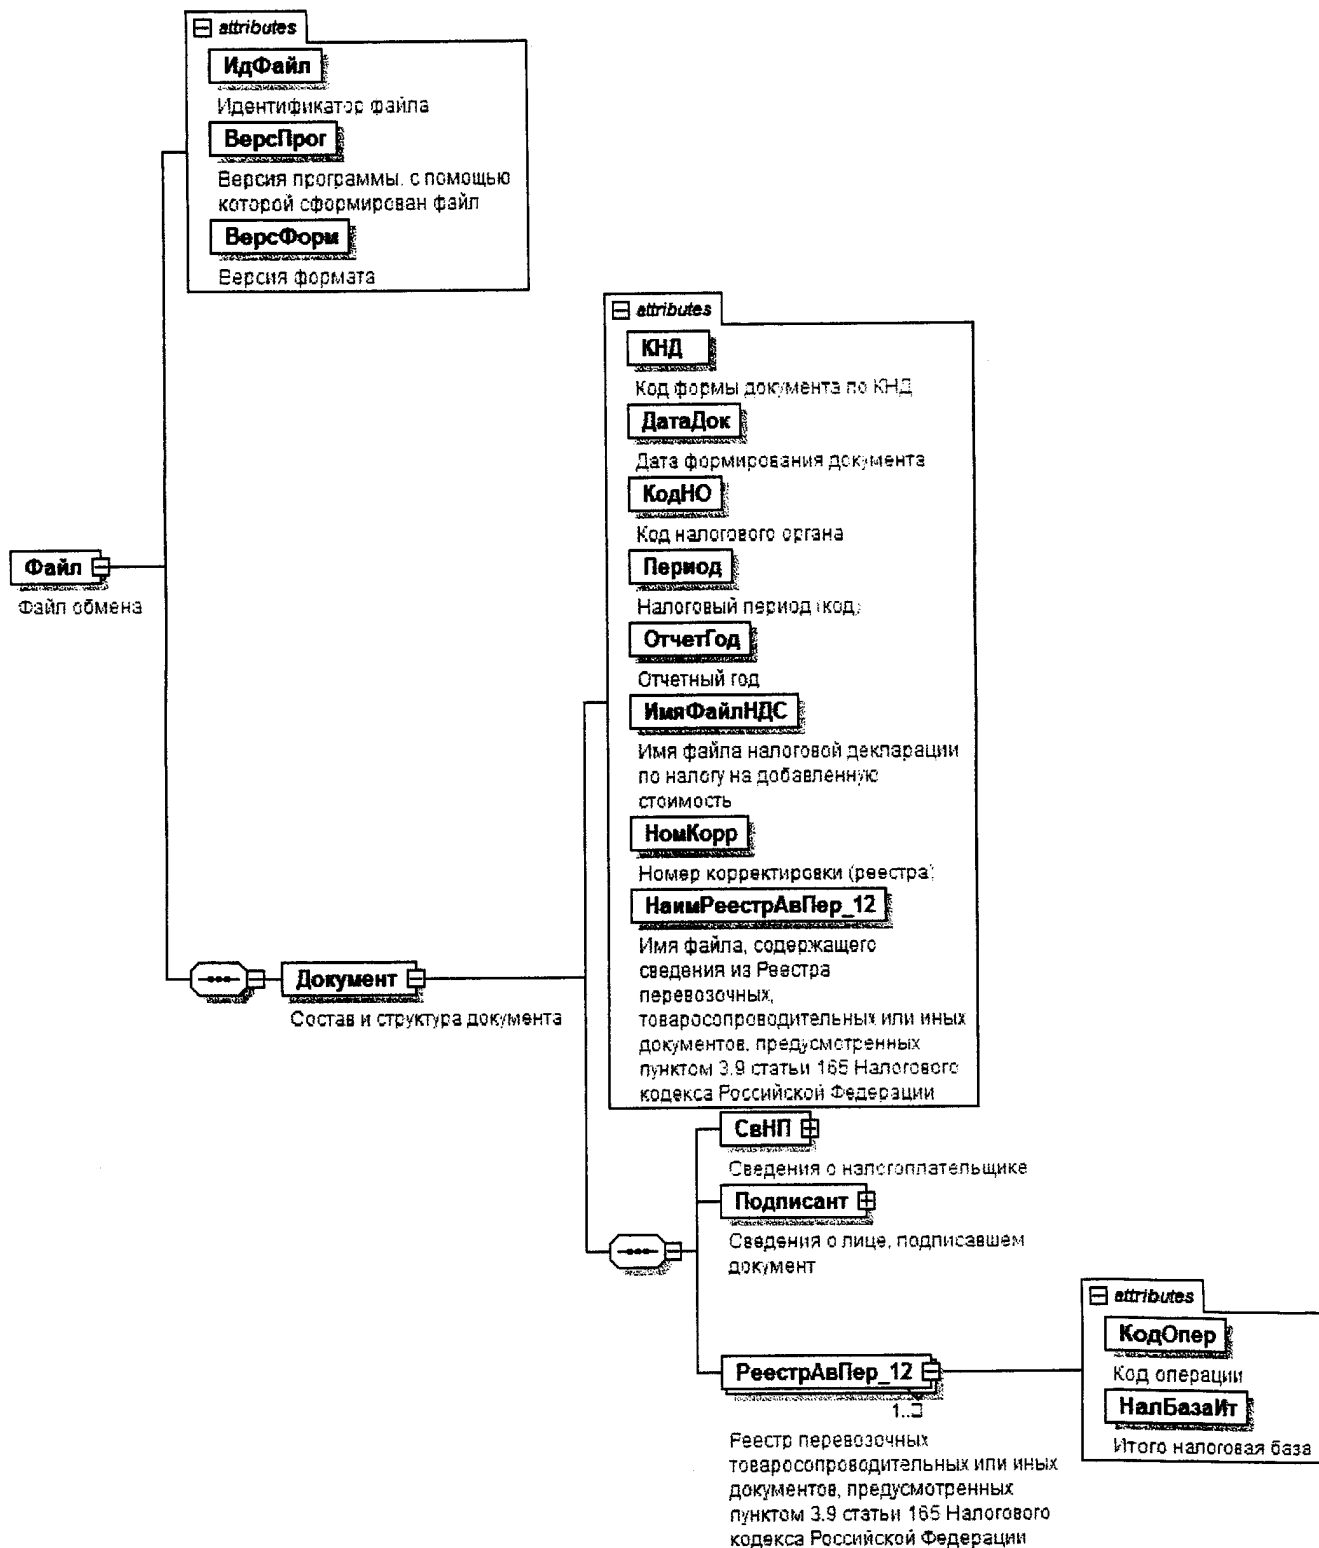 attributes
ИдФайл
Идентификатор файла
ВерсПрог
Версия программы, с помощью
которой сформирован файл
ВерсФорм
Версия формата
attributes
КНД
Код формы документа по КНД
ДатаДок
Дата формирования документа
КодНО
Код налогового органа
Период
Налоговый период (код)
ОтчетГод
Отчетный год
ИмяФайлНДС
Имя файла налоговой декларации
по налогу на добавленную
стоимость
НомКорр
Номер корректировки (реестра)
НаимРеестрАвПер_12
Имя файла, содержащего
сведения из Реестра
перевозочных,
товаросопроводительных или иных
документов, предусмотренных
пунктом 3.9 статьи 165 Налогового
кодекса Российской Федерации
Файл
Файл обмена
Документ
Состав и структура документа
СвНП
Сведения о налогоплательщике
Подписант
Сведения о лице, подписавшем
документ
attributes
КодОпер
Код операции
НалБазаИт
Итого налоговая база
РеестрАвПер_12
Реестр перевозочных
товаросопроводительных или иных
документов, предусмотренных
пунктом 3.9 статьи 165 Налогового
кодекса Российской Федерации